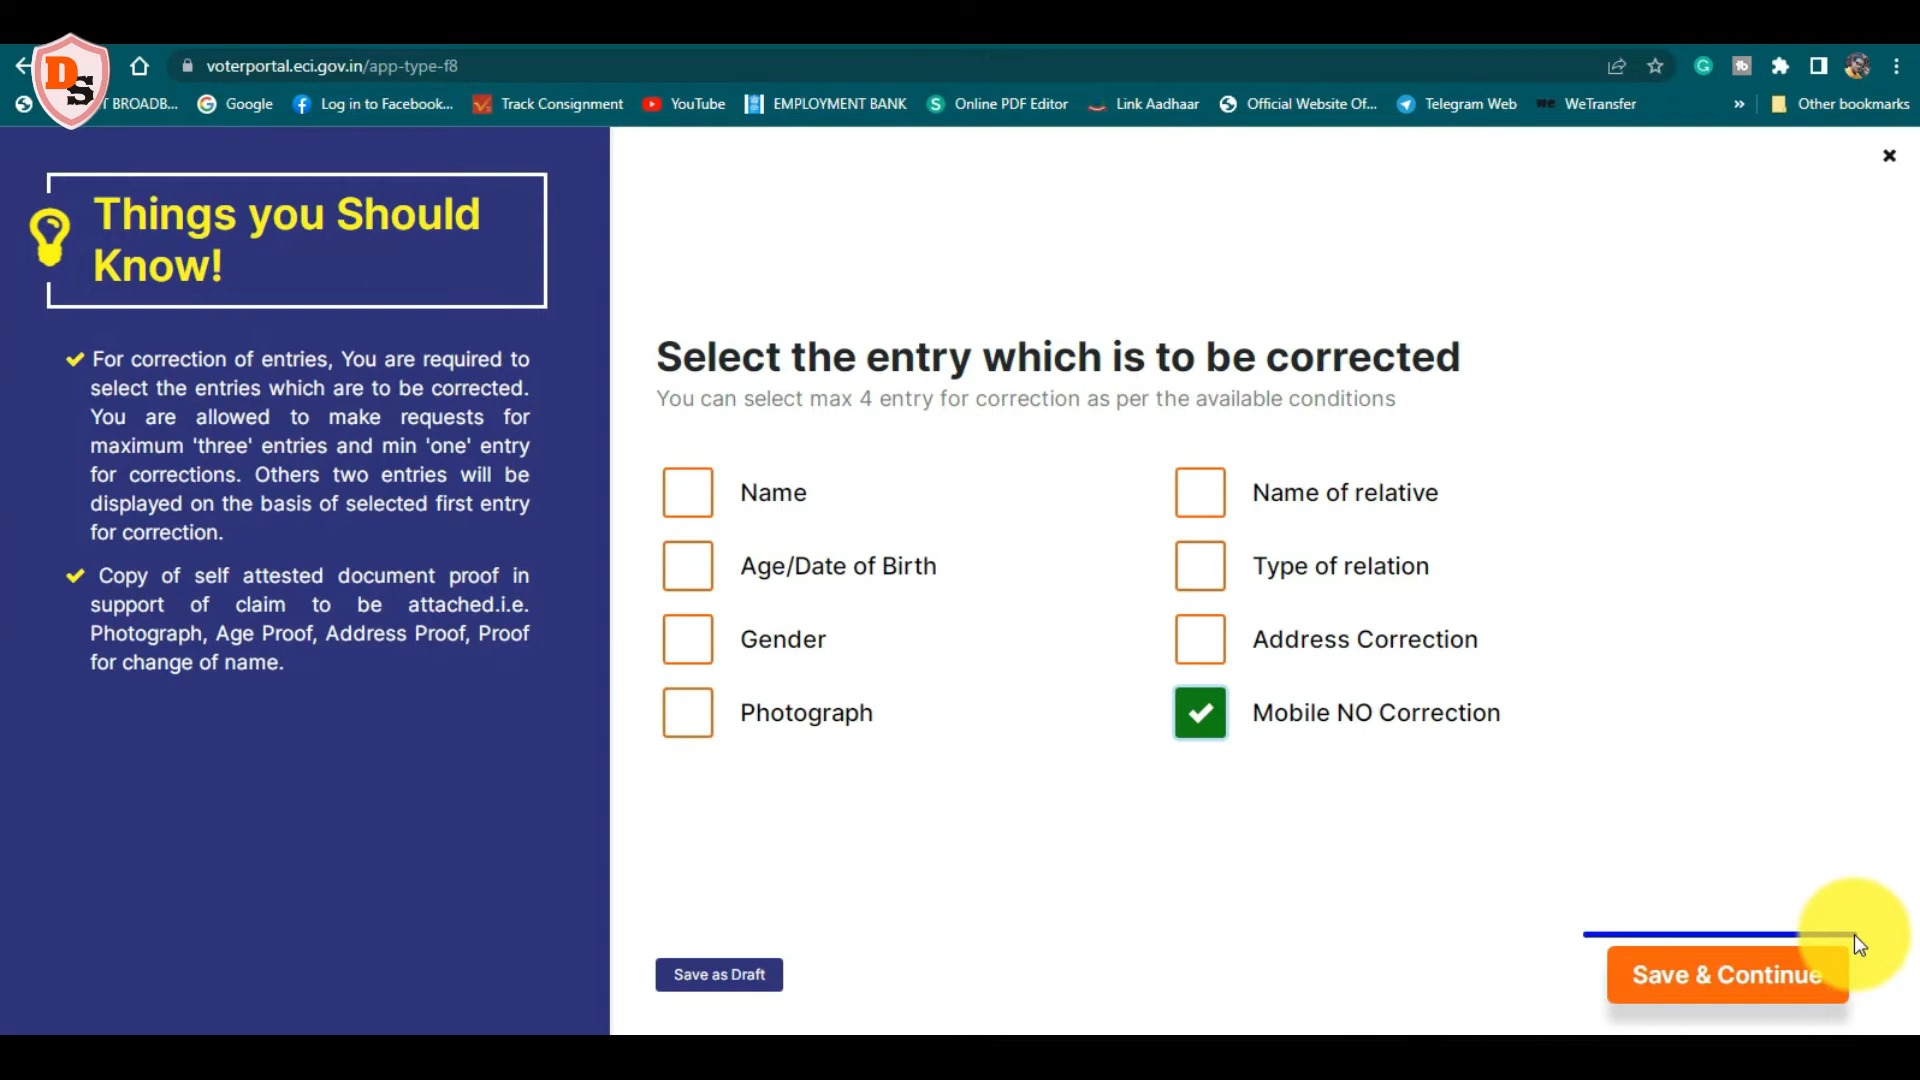 DS
voterportal.eci.gov.in/app-type-f8
T BROADB...
Google
Log in to Facebook...
Track Consignment
YouTube
EMPLOYMENT BANK
Online PDF Editor
Link Aadhaar
Official Website Of...
Telegram Web
WeTransfer
»
Other bookmarks
Things you Should
Know!
For correction of entries, You are required to
select the entries which are to be corrected.
You are allowed to make requests for
maximum 'three' entries and min 'one' entry
for corrections. Others two entries will be
displayed on the basis of selected first entry
for correction.
Copy of self attested document proof in
support of claim to be attached.i.e.
Photograph, Age Proof, Address Proof, Proof
for change of name.
Select the entry which is to be corrected
You can select max 4 entry for correction as per the available conditions
Name
Name of relative
Age/Date of Birth
Type of relation
Gender
Address Correction
Photograph
Mobile NO Correction
Save as Draft
Save & Continue